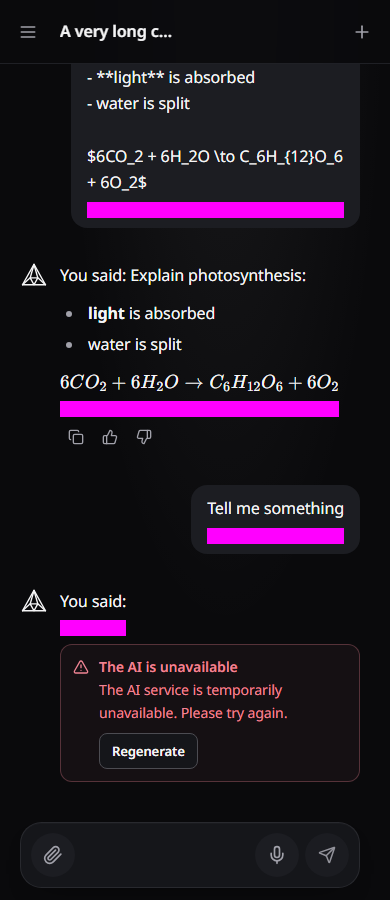 A very long c...
- **light** is absorbed
- water is split
$6CO_2 + 6H_2O \to C_6H_{12}O_6
+ 6O_2$
You said: Explain photosynthesis:
• light is absorbed
• water is split
6CO₂ + 6H₂O → C₆H₁₂O₆ + 6O₂
Tell me something
You said:
The AI is unavailable
The AI service is temporarily
unavailable. Please try again.
Regenerate